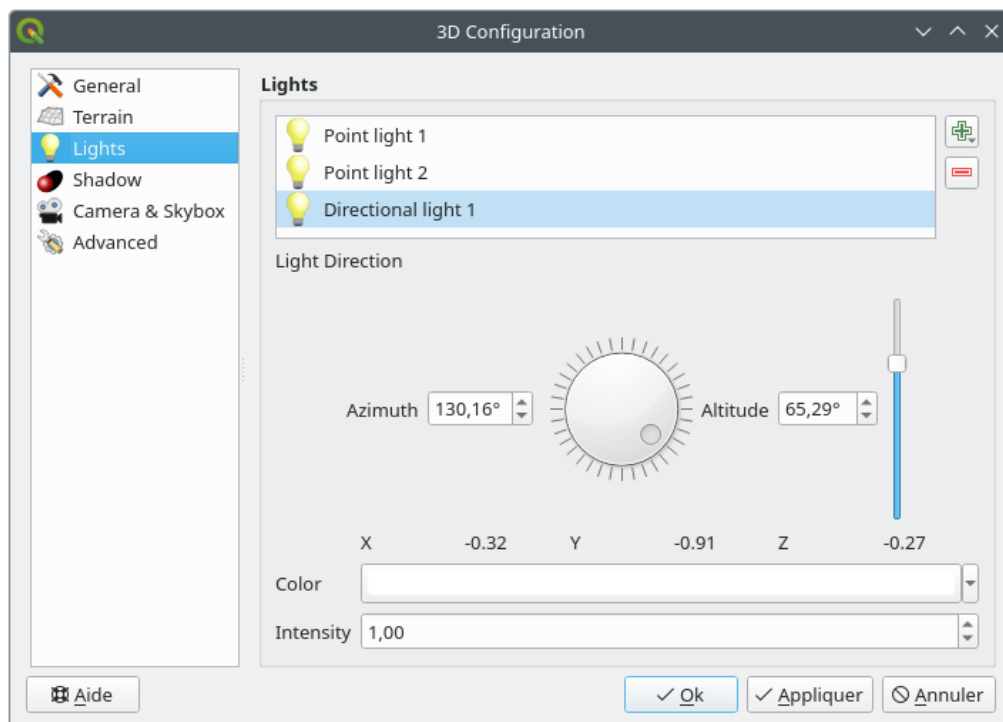 3D Configuration
General
Terrain
Lights
Shadow
Camera & Skybox
Advanced
Lights
Point light 1
Point light 2
Directional light 1
Light Direction
Azimuth 130,16° Altitude 65,29°
X -0.32 Y -0.91 Z -0.27
Color
Intensity 1,00
Aide Ok Appliquer Annuler